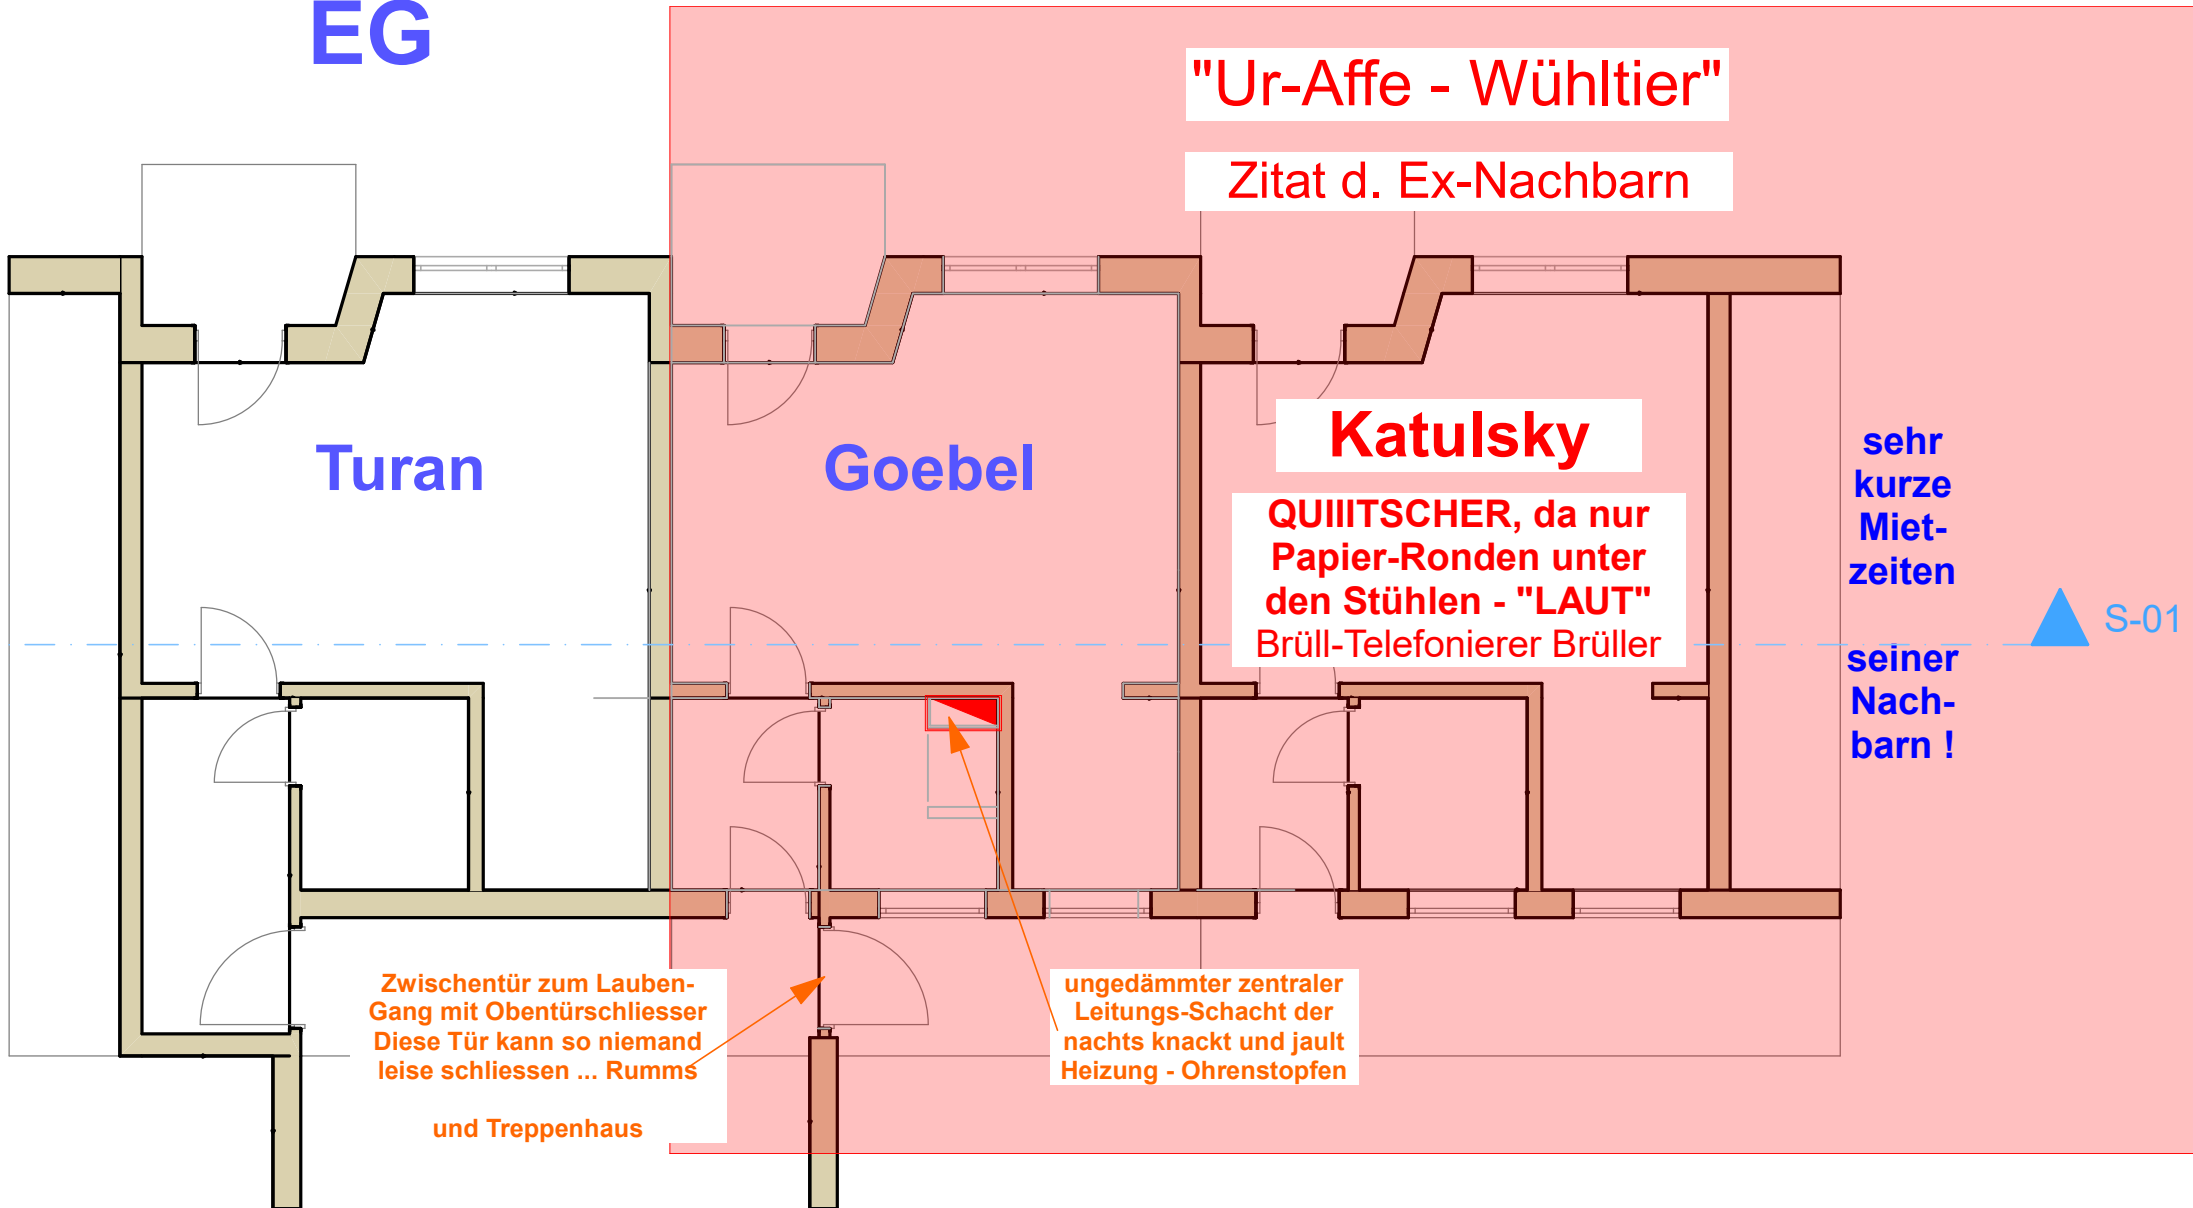 EG
"Ur-Affe - Wühltier"
Zitat d. Ex-Nachbarn
Turan
Goebel
Katulsky
QUIIITSCHER, da nur
Papier-Ronden unter
den Stühlen - "LAUT"
Brüll-Telefonierer Brüller
sehr
kurze
Miet-
zeiten
seiner
Nach-
barn !
S-01
Zwischentür zum Lauben-
Gang mit Obentürschliesser
Diese Tür kann so niemand
leise schliessen ... Rumms
und Treppenhaus
ungedämmter zentraler
Leitungs-Schacht der
nachts knackt und jault
Heizung - Ohrenstopfen